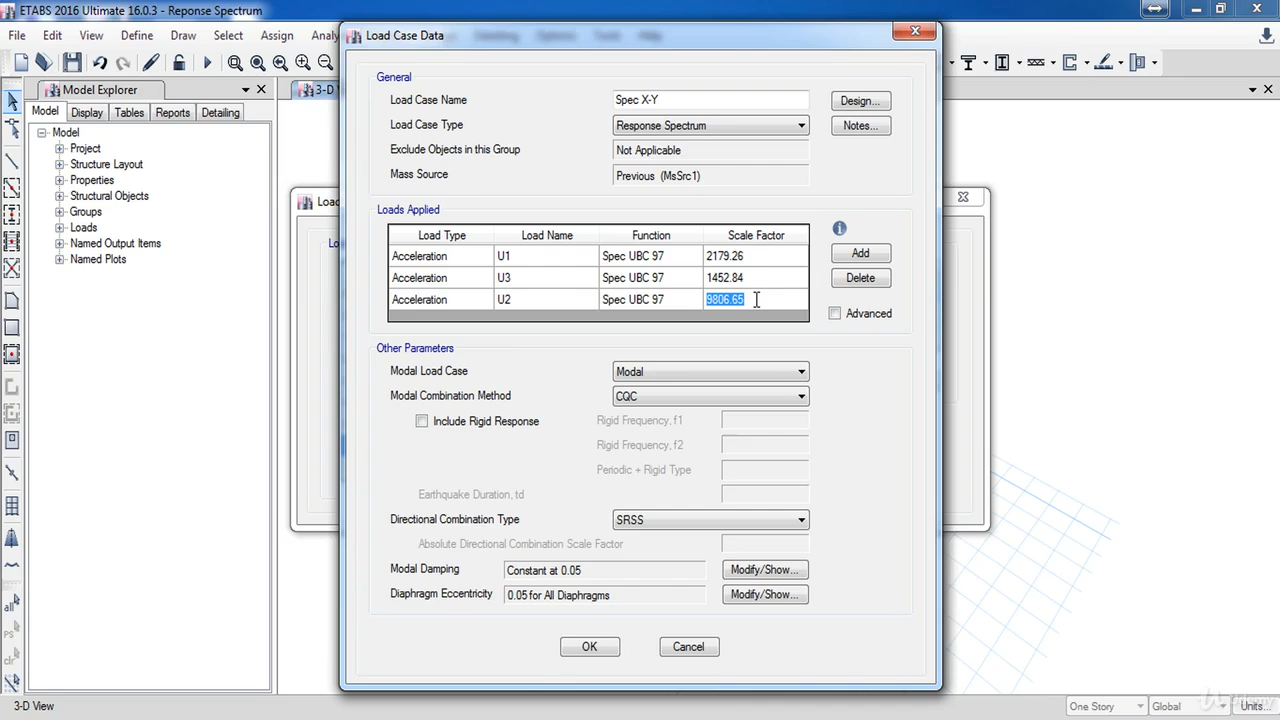 ETABS 2016 Ultimate 16.0.3 - Reponse Spectrum
File Edit View Define Draw Select Assign
Model Explorer
Model Display Tables Reports Detailing
Model
Project
Structure Layout
Properties
Structural Objects
Groups
Loads
Named Output Items
Named Plots
Load Case Data
General
Load Case Name Spec X-Y Design...
Load Case Type Response Spectrum Notes...
Exclude Objects in this Group Not Applicable
Mass Source Previous (MsSrc1)
Loads Applied
Load Type Load Name Function Scale Factor
Acceleration U1 Spec UBC 97 2179.26
Acceleration U3 Spec UBC 97 1452.84
Acceleration U2 Spec UBC 97 9806.65
i
Add
Delete
Advanced
Other Parameters
Modal Load Case Modal
Modal Combination Method CQC
Include Rigid Response Rigid Frequency, f1
Rigid Frequency, f2
Periodic + Rigid Type
Earthquake Duration, td
Directional Combination Type SRSS
Absolute Directional Combination Scale Factor
Modal Damping Constant at 0.05 Modify/Show...
Diaphragm Eccentricity 0.05 for All Diaphragms Modify/Show...
OK Cancel
all
PS
clr
3-D View One Story Global Units...
Udemy